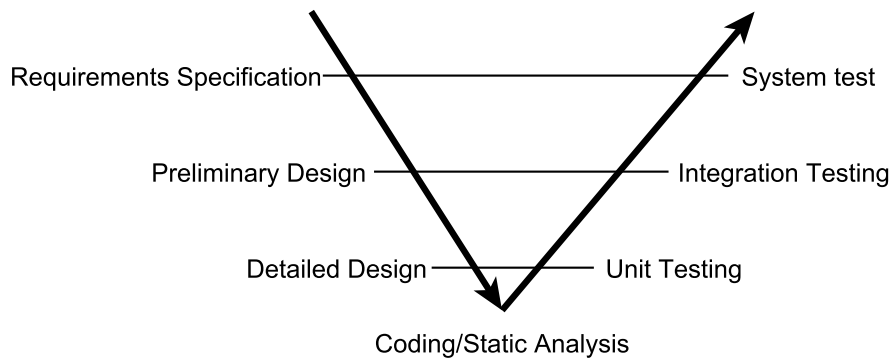 Requirements Specification
System test
Preliminary Design
Integration Testing
Detailed Design
Unit Testing
Coding/Static Analysis